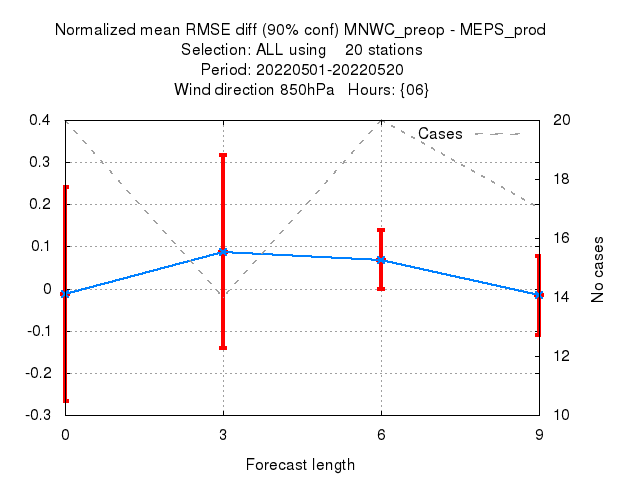 Normalized mean RMSE diff (90% conf) MNWC_preop - MEPS_prod
Selection: ALL using    20 stations
Period: 20220501-20220520
Wind direction 850hPa   Hours: {06}
Cases
0.4
0.3
0.2
0.1
0
-0.1
-0.2
-0.3
20
18
16
14
12
10
No cases
0 3 6 9
Forecast length